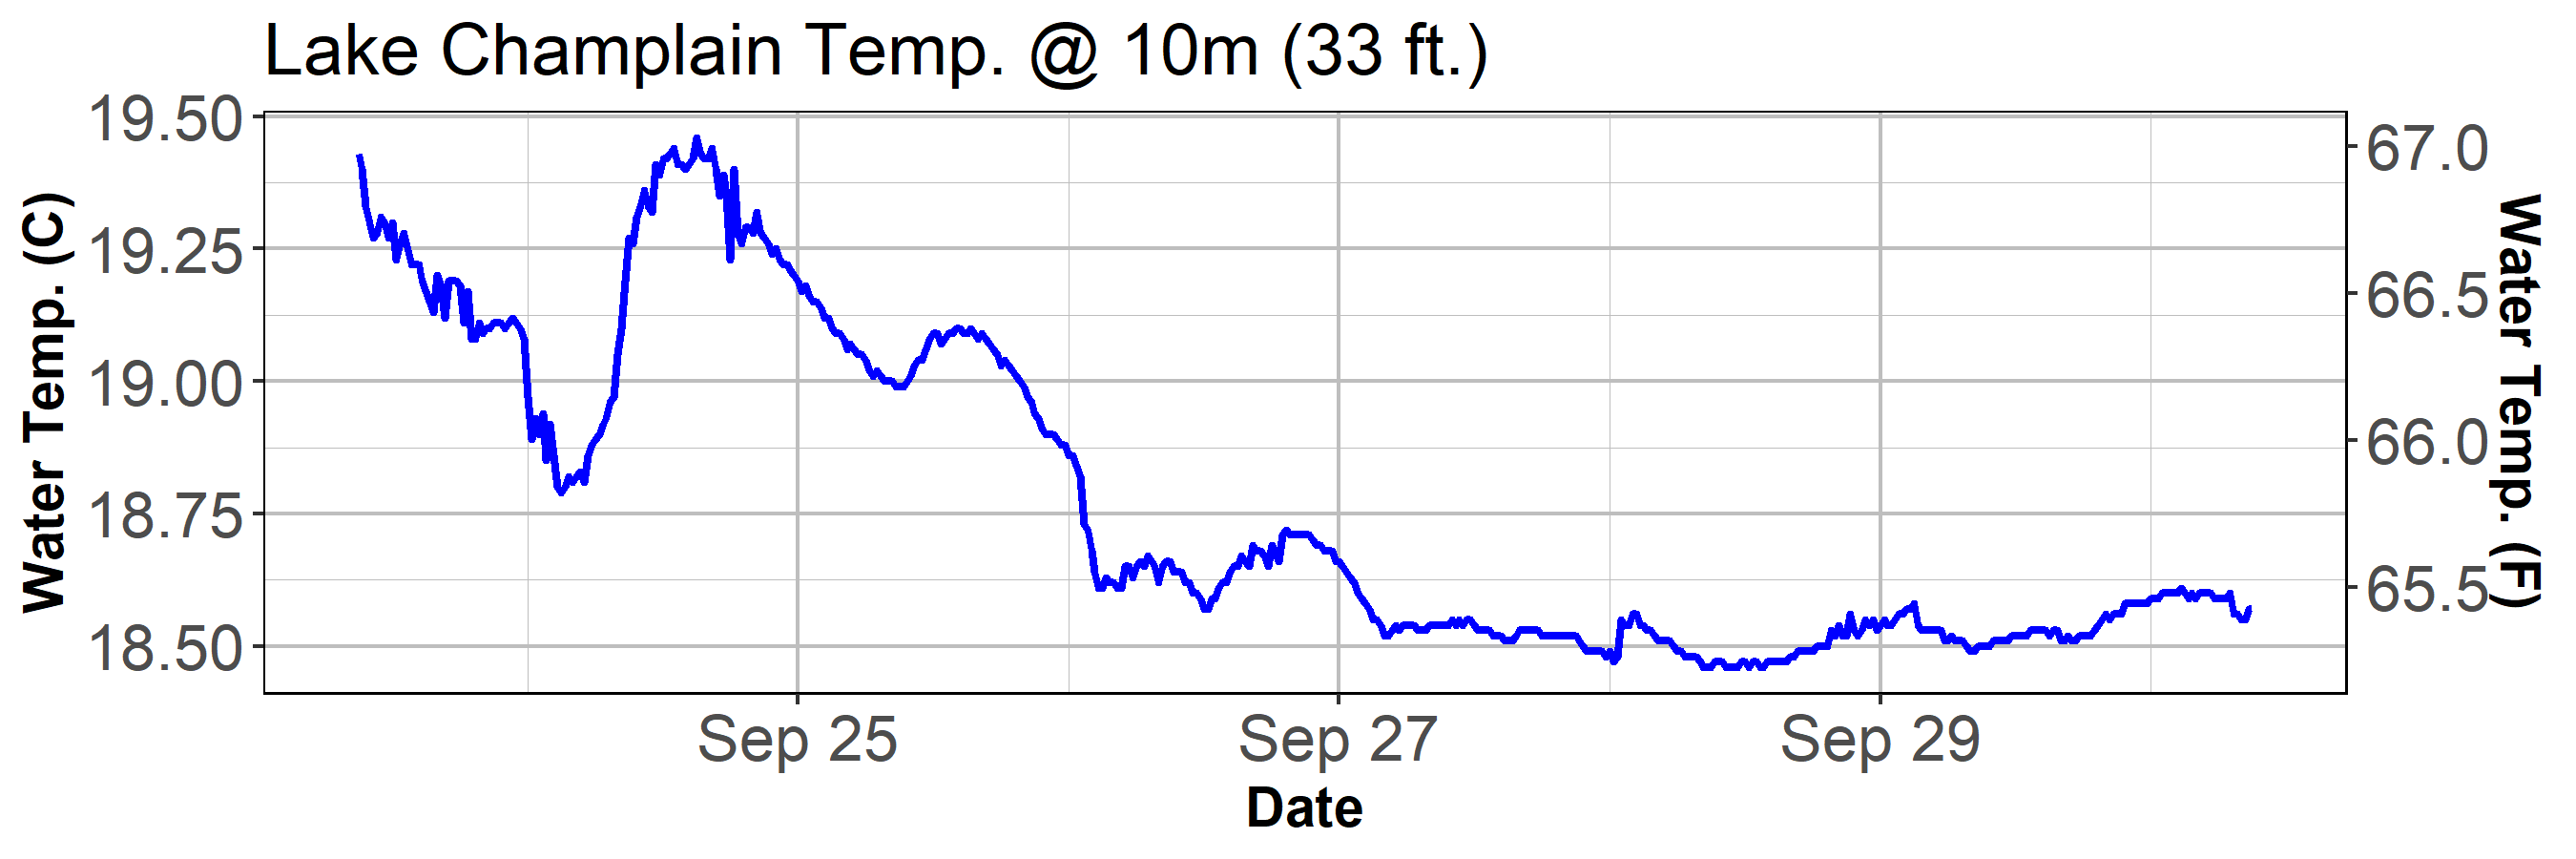 Lake Champlain Temp. @ 10m (33 ft.)
Water Temp. (C)
19.50
19.25
19.00
18.75
18.50
67.0
66.5
66.0
65.5
Water Temp. (F)
Sep 25
Sep 27
Sep 29
Date